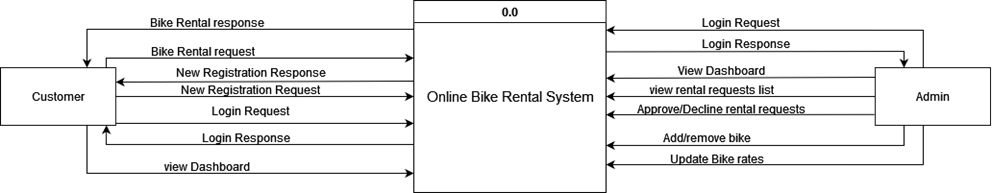 0.0
Online Bike Rental System
Customer
Bike Rental response
Bike Rental request
New Registration Response
New Registration Request
Login Request
Login Response
view Dashboard
Login Request
Login Response
View Dashboard
view rental requests list
Approve/Decline rental requests
Add/remove bike
Update Bike rates
Admin